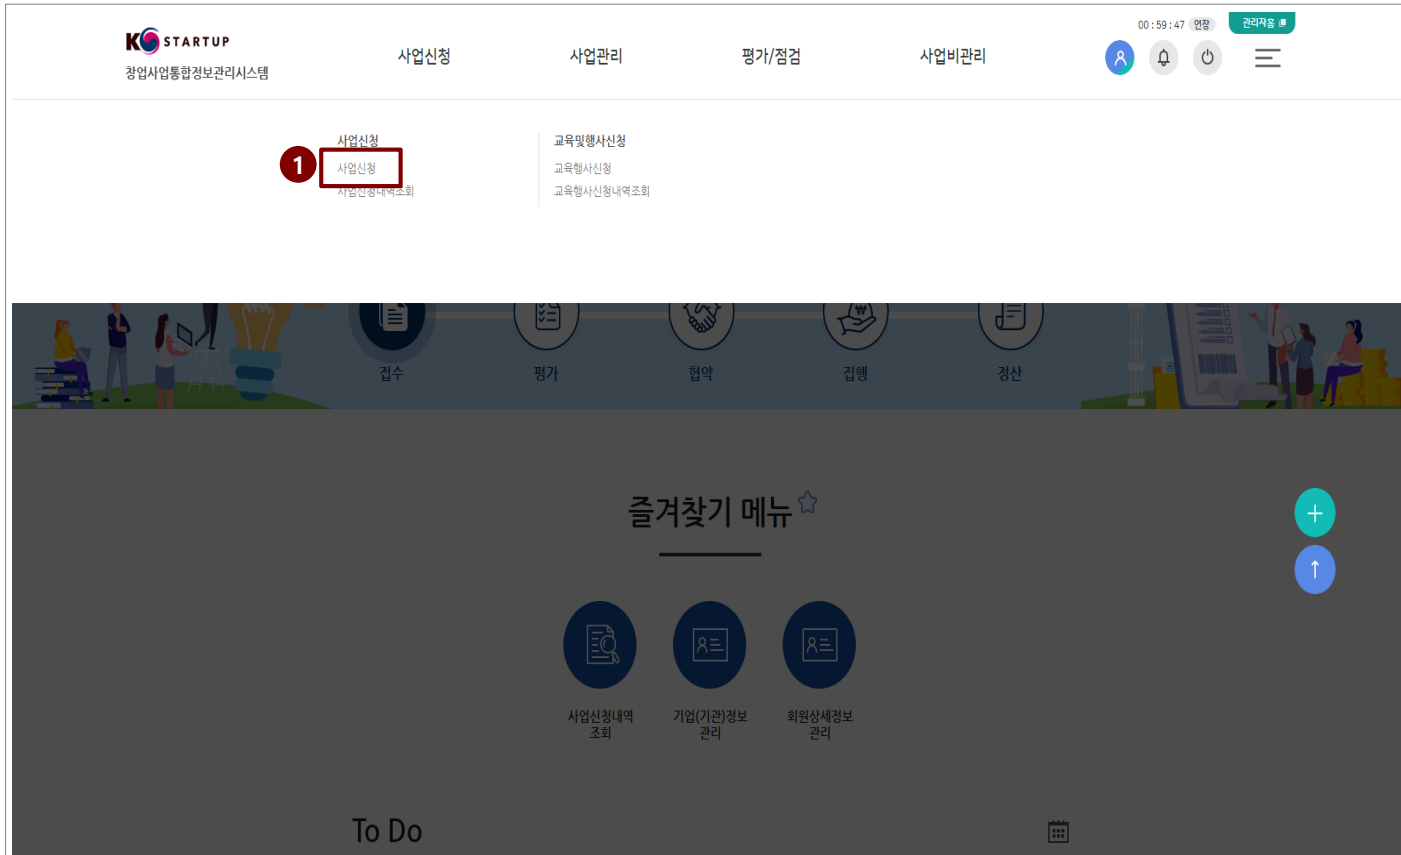 00:59:47 연장 관리자홈
K STARTUP
창업사업통합정보관리시스템
사업신청 사업관리 평가/점검 사업비관리
사업신청 교육및행사신청
1 사업신청 교육행사신청
사업신청내역조회 교육행사신청내역조회
접수 평가 협약 집행 정산
즐겨찾기 메뉴
사업신청내역 기업(기관)정보 회원상세정보
조회 관리 관리
To Do